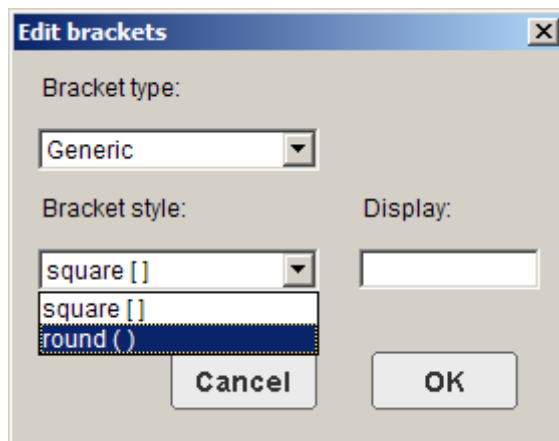 Edit brackets
Bracket type:
Generic
Bracket style:
Display:
square [ ]
square [ ]
round ( )
Cancel
OK